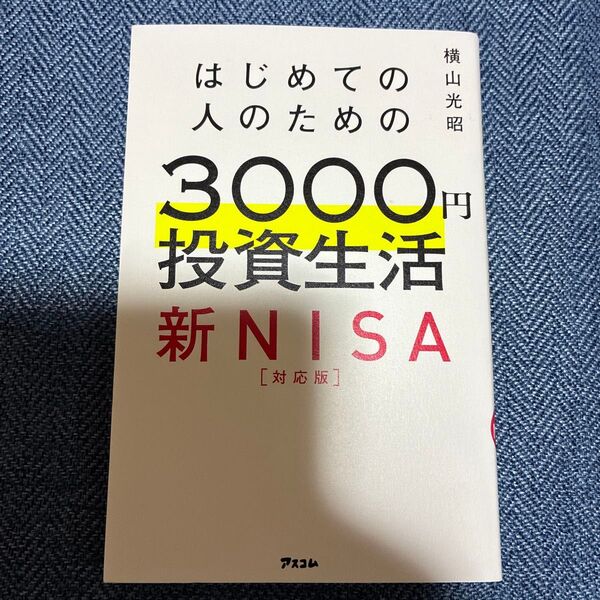 はじめての
人のための
横山光昭
3000円
投資生活
新NISA
[対応版]
アスコム